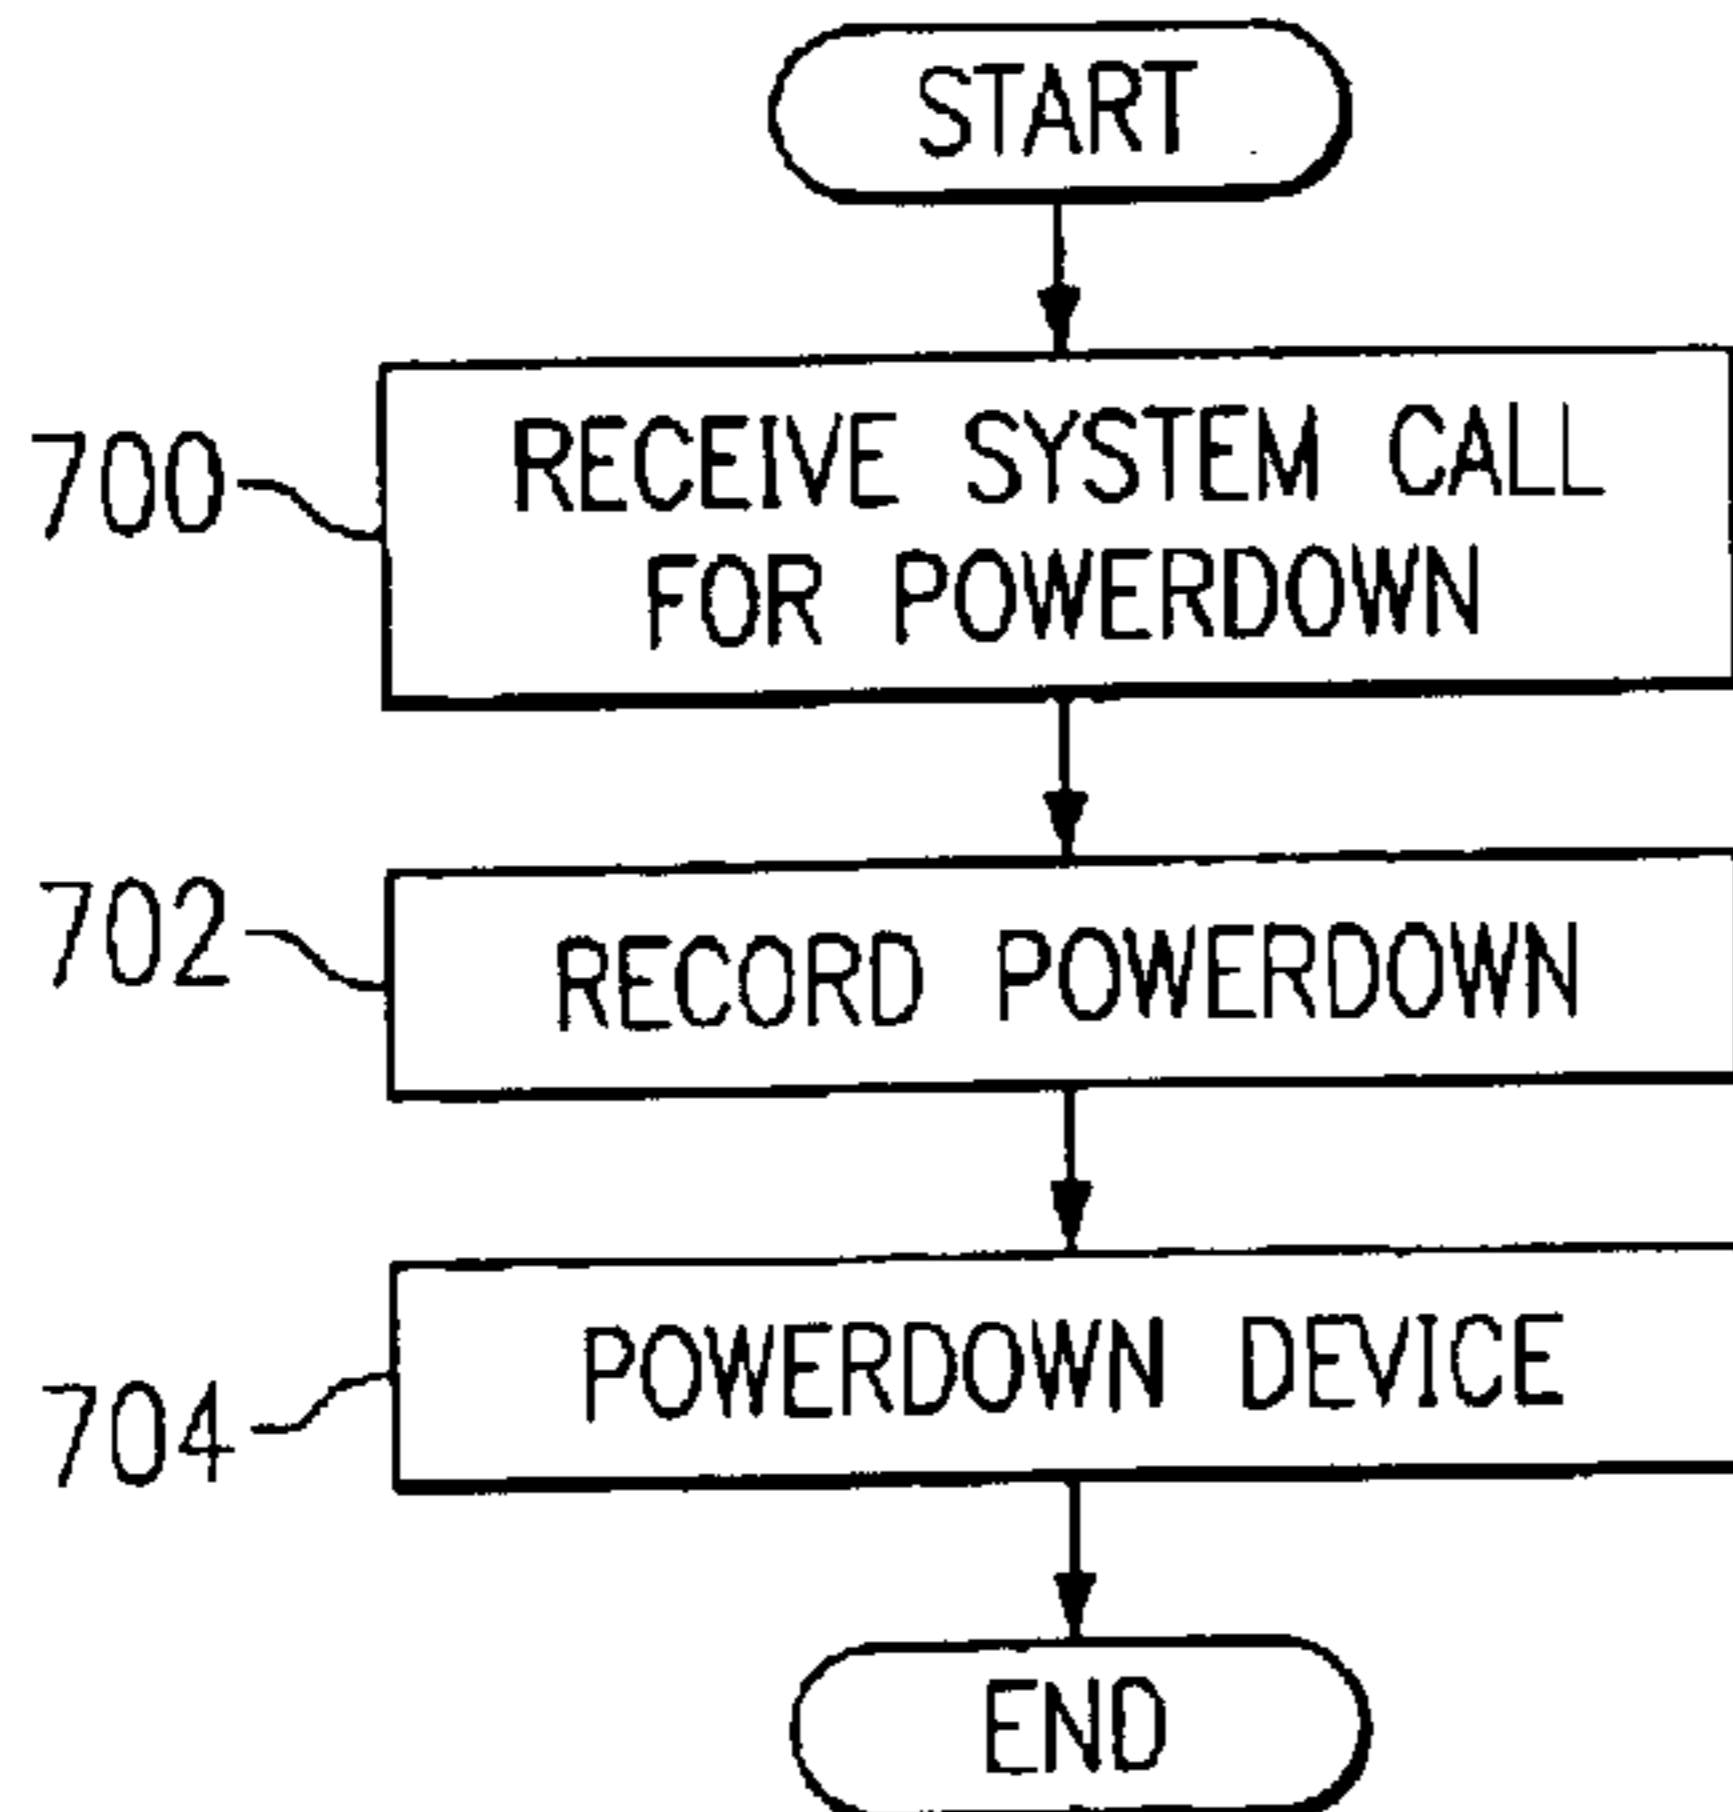 START
700
RECEIVE SYSTEM CALL
FOR POWERDOWN
702
RECORD POWERDOWN
704
POWERDOWN DEVICE
END